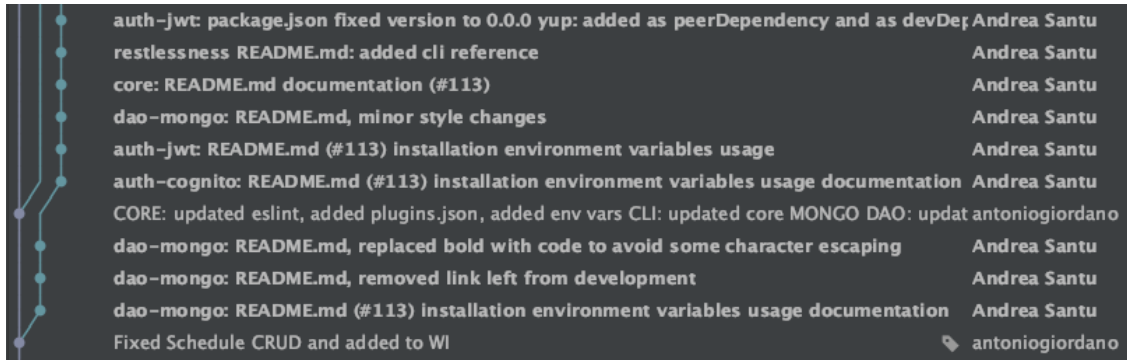 auth-jwt: package.json fixed version to 0.0.0 yup: added as peerDependency and as devDep Andrea Santu
restlessness README.md: added cli reference Andrea Santu
core: README.md documentation (#113) Andrea Santu
dao-mongo: README.md, minor style changes Andrea Santu
auth-jwt: README.md (#113) installation environment variables usage Andrea Santu
auth-cognito: README.md (#113) installation environment variables usage documentation Andrea Santu
CORE: updated eslint, added plugins.json, added env vars CLI: updated core MONGO DAO: updat antoniogiordano
dao-mongo: README.md, replaced bold with code to avoid some character escaping Andrea Santu
dao-mongo: README.md, removed link left from development Andrea Santu
dao-mongo: README.md (#113) installation environment variables usage documentation Andrea Santu
Fixed Schedule CRUD and added to WI antoniogiordano